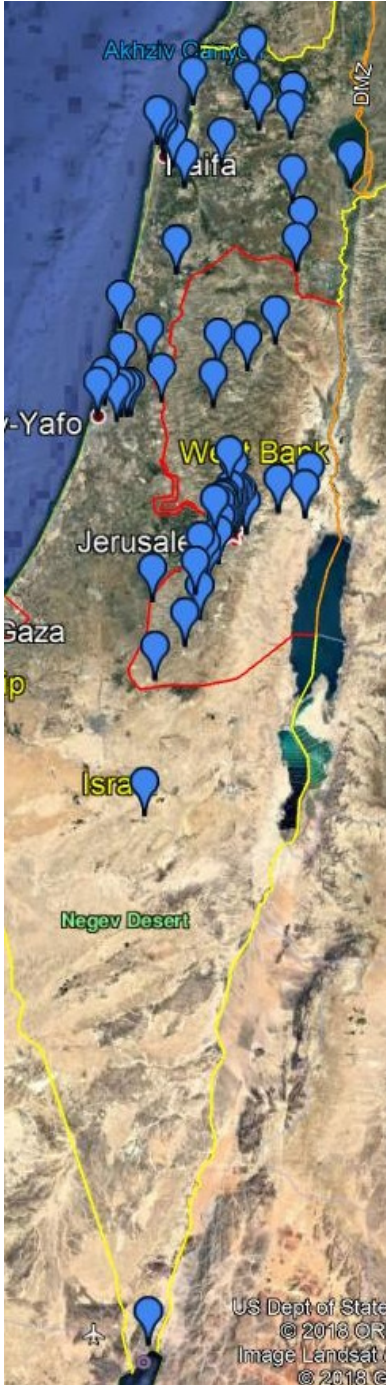 Akhziv Canyon
DMZ
Haifa
v-Yafo
West Bank
Jerusale
Gaza
ip
Isra
Negev Desert
US Dept of State
© 2018 OR
Image Landsat
© 2018 G